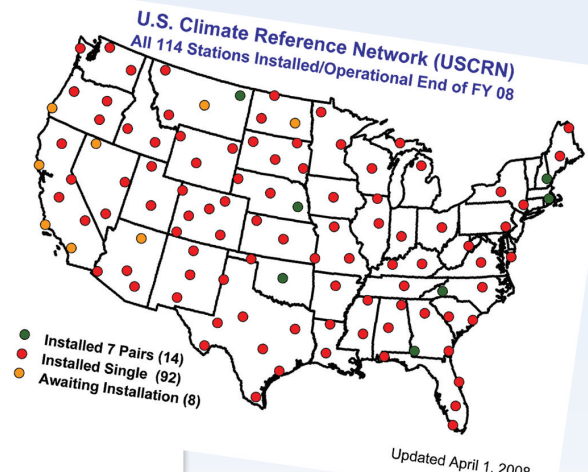 U.S. Climate Reference Network (USCRN)
All 114 Stations Installed/Operational End of FY 08
Installed 7 Pairs (14)
Installed Single (92)
Awaiting Installation (8)
Updated April 1, 2008